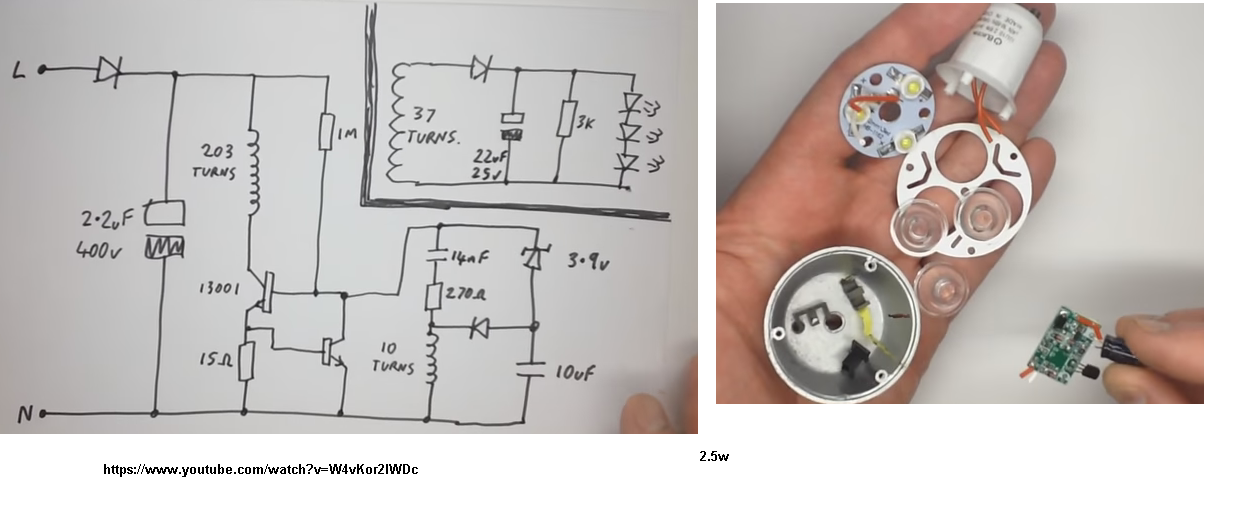 L
1M
203
TURNS
2.2uF
400v
13001
15Ω
N
37
TURNS.
22uF
25v
3K
14nF
270Ω
3.9v
10
TURNS
10uF
2.5w
https://www.youtube.com/watch?v=W4vKor2lWDc